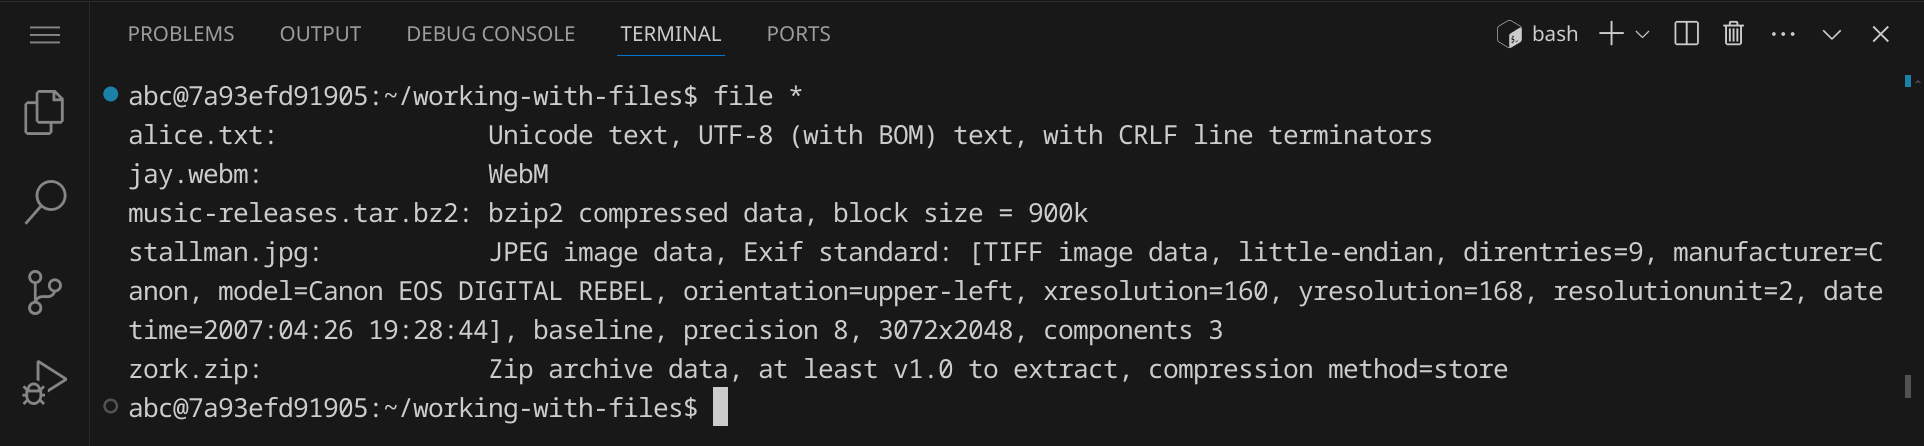 PROBLEMS OUTPUT DEBUG CONSOLE TERMINAL PORTS bash
abc@7a93efd91905:~/working-with-files$ file *
alice.txt:              Unicode text, UTF-8 (with BOM) text, with CRLF line terminators
jay.webm:               WebM
music-releases.tar.bz2: bzip2 compressed data, block size = 900k
stallman.jpg:           JPEG image data, Exif standard: [TIFF image data, little-endian, direntries=9, manufacturer=C
anon, model=Canon EOS DIGITAL REBEL, orientation=upper-left, xresolution=160, yresolution=168, resolutionunit=2, date
time=2007:04:26 19:28:44], baseline, precision 8, 3072x2048, components 3
zork.zip:               Zip archive data, at least v1.0 to extract, compression method=store
abc@7a93efd91905:~/working-with-files$